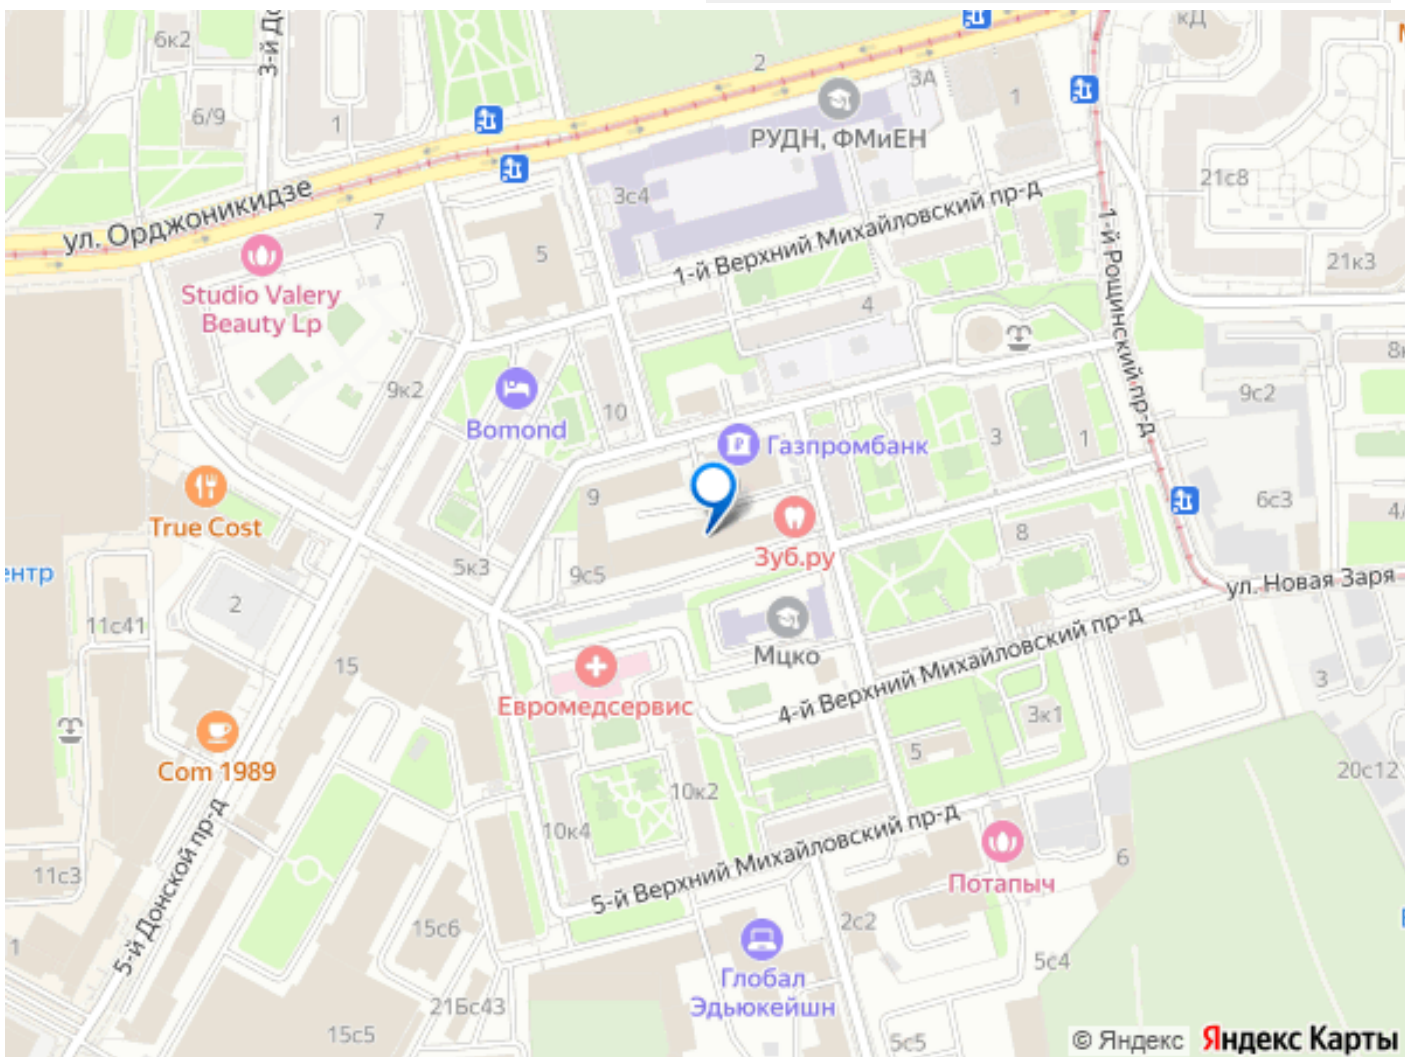 кД
6к2
3-й До
2
3А
1
6/9
1
РУДН, ФМиЕН
3с4
21с8
ул. Орджоникидзе
7
5
1-й Верхний Михайловский пр-д
1-й Рощинский пр-д
21к3
Studio Valery
Beauty Lp
4
9к2
Bomond
10
Газпромбанк
3
1
9с2
9
True Cost
6с3
Зуб.ру
8
5к3
9с5
ентр
2
11с41
ул. Новая Заря
Мцко
15
Евромедсервис
4-й Верхний Михайловский пр-д
3
3к1
5
Com 1989
10к2
20с12
10к4
5-й Верхний Михайловский пр-д
5-й Донской пр-д
11с3
Потапыч
6
15с6
2с2
1
Глобал
Эдьюкейшн
5с4
21Бс43
15с5
5с5
© Яндекс Яндекс Карты